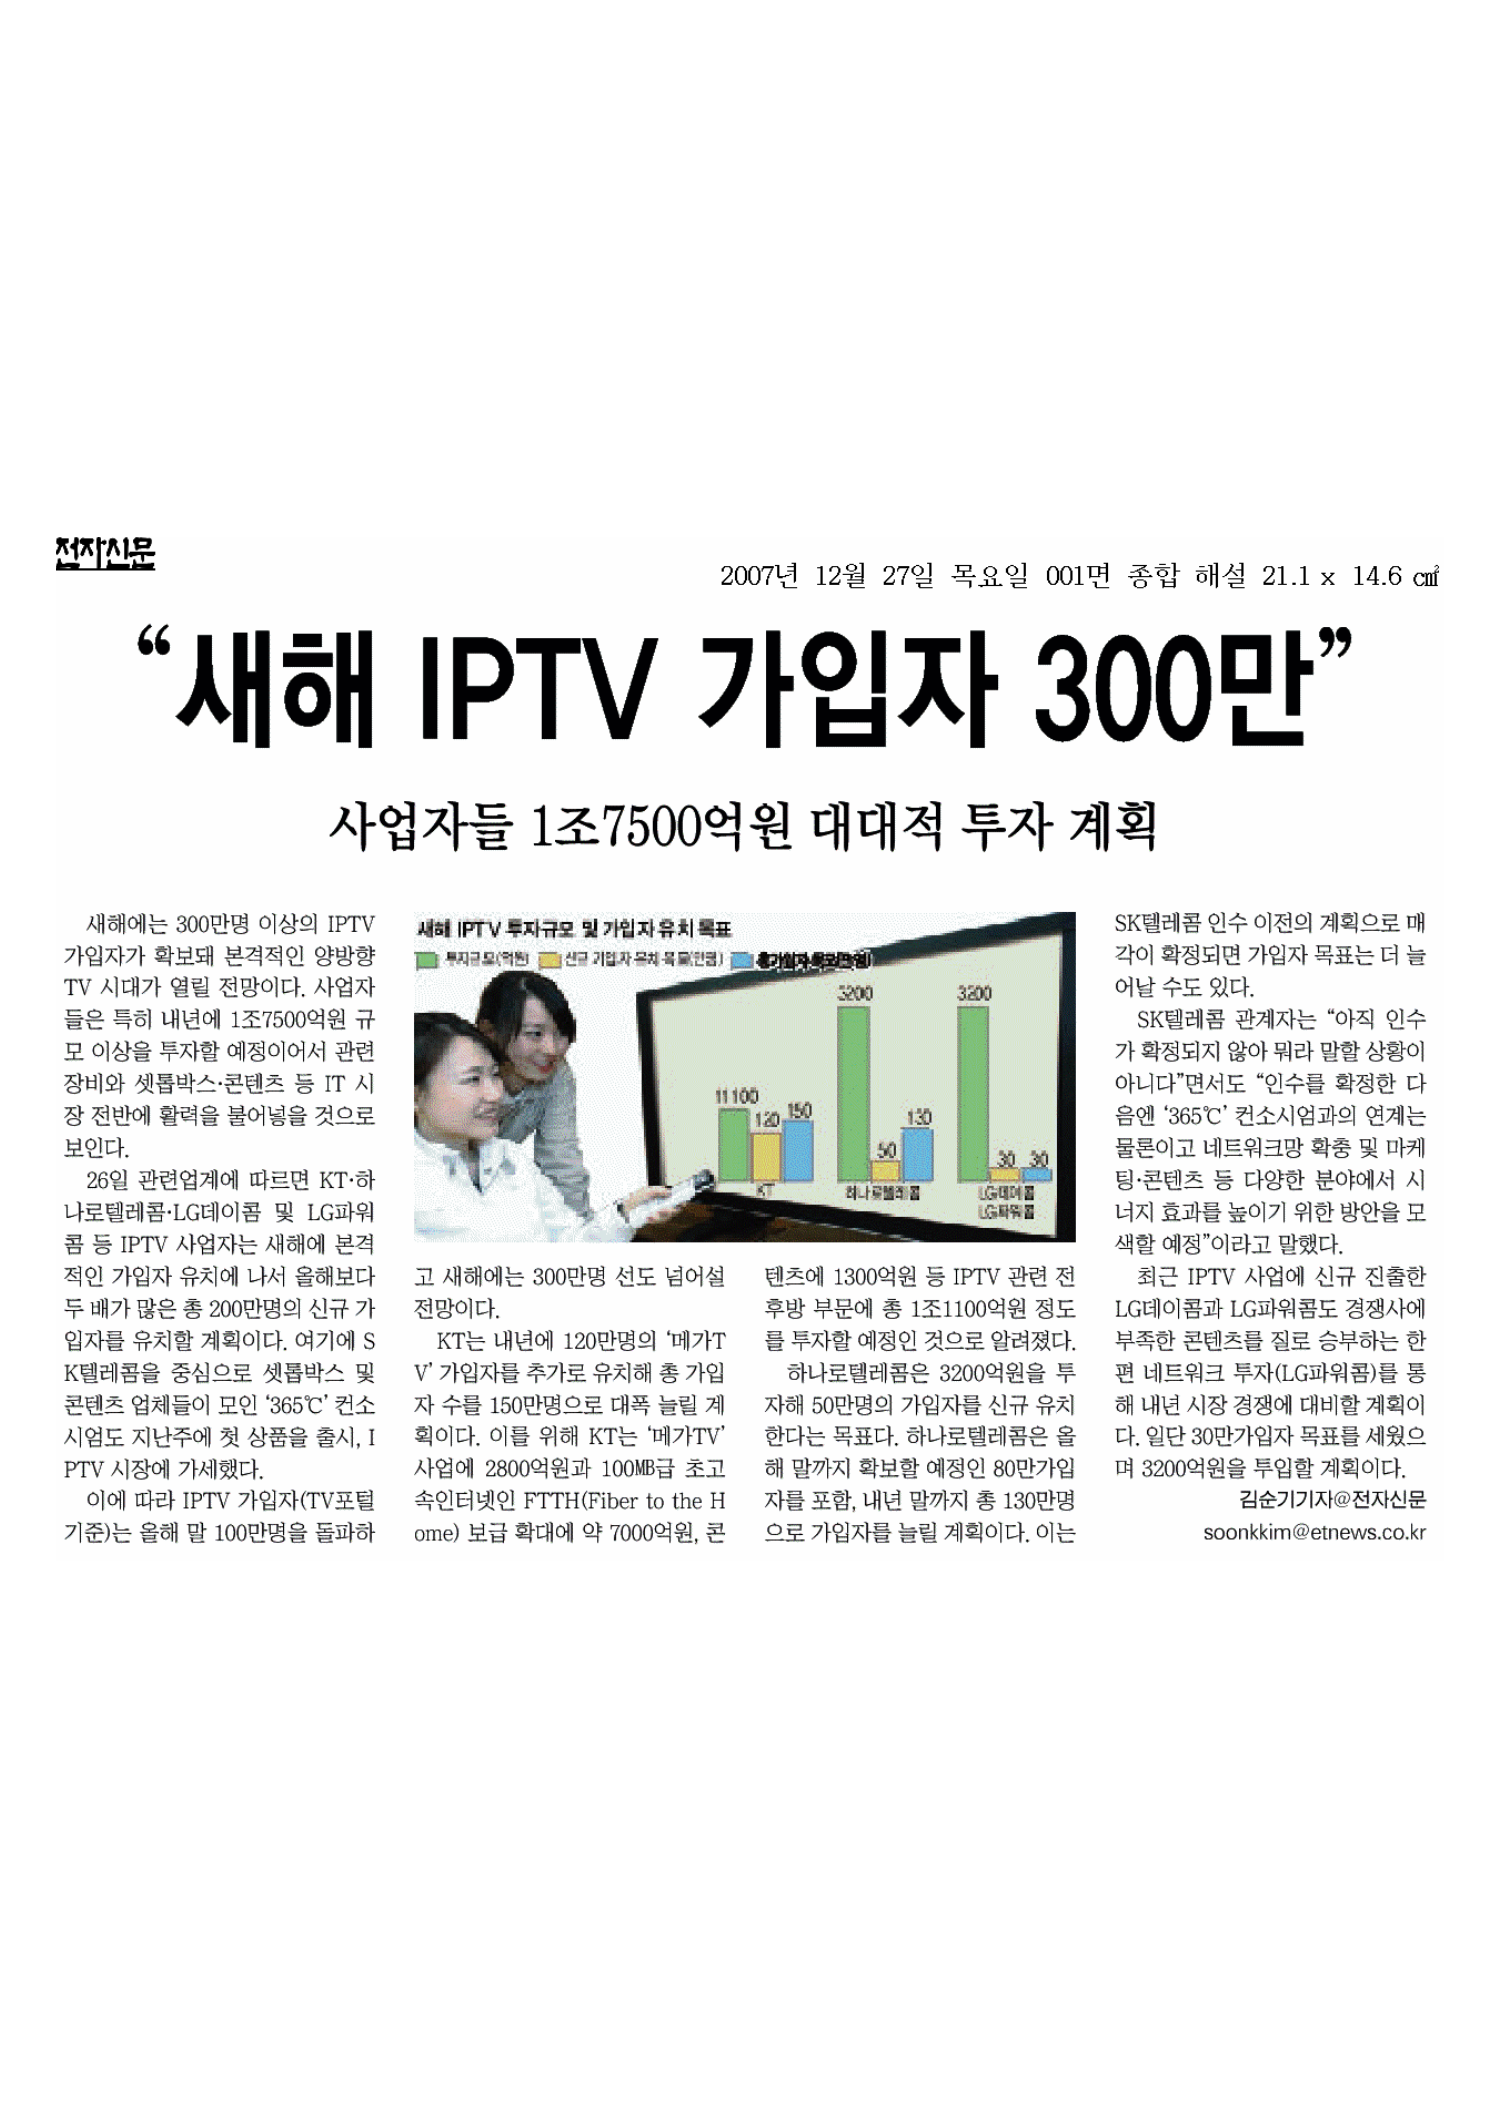 전자신문
2007년 12월 27일 목요일 001면 종합 해설 21.1 x 14.6 ㎠
“새해 IPTV 가입자 300만”
사업자들 1조7500억원 대대적 투자 계획
새해에는 300만명 이상의 IPTV
가입자가 확보돼 본격적인 양방향
TV 시대가 열릴 전망이다. 사업자
들은 특히 내년에 1조7500억원 규
모 이상을 투자할 예정이어서 관련
장비와 셋톱박스·콘텐츠 등 IT 시
장 전반에 활력을 불어넣을 것으로
보인다.
26일 관련업계에 따르면 KT·하
나로텔레콤·LG데이콤 및 LG파워
콤 등 IPTV 사업자는 새해에 본격
적인 가입자 유치에 나서 올해보다
두 배가 많은 총 200만명의 신규 가
입자를 유치할 계획이다. 여기에 S
K텔레콤을 중심으로 셋톱박스 및
콘텐츠 업체들이 모인 ‘365℃’ 컨소
시엄도 지난주에 첫 상품을 출시, I
PTV 시장에 가세했다.
이에 따라 IPTV 가입자(TV포털
기준)는 올해 말 100만명을 돌파하
새해 IPTV 투자규모 및 가입자 유치 목표
투자규모(억원) 신규 가입자 유치 목표(만명) 총가입자 목표(만명)
11100 120 150
KT
3200 50 130
하나로텔레콤
3200 30 30
LG데이콤
LG파워콤
고 새해에는 300만명 선도 넘어설
전망이다.
KT는 내년에 120만명의 ‘메가T
V’ 가입자를 추가로 유치해 총 가입
자 수를 150만명으로 대폭 늘릴 계
획이다. 이를 위해 KT는 ‘메가TV’
사업에 2800억원과 100MB급 초고
속인터넷인 FTTH(Fiber to the H
ome) 보급 확대에 약 7000억원, 콘
텐츠에 1300억원 등 IPTV 관련 전
후방 부문에 총 1조1100억원 정도
를 투자할 예정인 것으로 알려졌다.
하나로텔레콤은 3200억원을 투
자해 50만명의 가입자를 신규 유치
한다는 목표다. 하나로텔레콤은 올
해 말까지 확보할 예정인 80만가입
자를 포함, 내년 말까지 총 130만명
으로 가입자를 늘릴 계획이다. 이는
SK텔레콤 인수 이전의 계획으로 매
각이 확정되면 가입자 목표는 더 늘
어날 수도 있다.
SK텔레콤 관계자는 “아직 인수
가 확정되지 않아 뭐라 말할 상황이
아니다”면서도 “인수를 확정한 다
음엔 ‘365℃’ 컨소시엄과의 연계는
물론이고 네트워크망 확충 및 마케
팅·콘텐츠 등 다양한 분야에서 시
너지 효과를 높이기 위한 방안을 모
색할 예정”이라고 말했다.
최근 IPTV 사업에 신규 진출한
LG데이콤과 LG파워콤도 경쟁사에
부족한 콘텐츠를 질로 승부하는 한
편 네트워크 투자(LG파워콤)를 통
해 내년 시장 경쟁에 대비할 계획이
다. 일단 30만가입자 목표를 세웠으
며 3200억원을 투입할 계획이다.
김순기기자@전자신문
soonkkim@etnews.co.kr